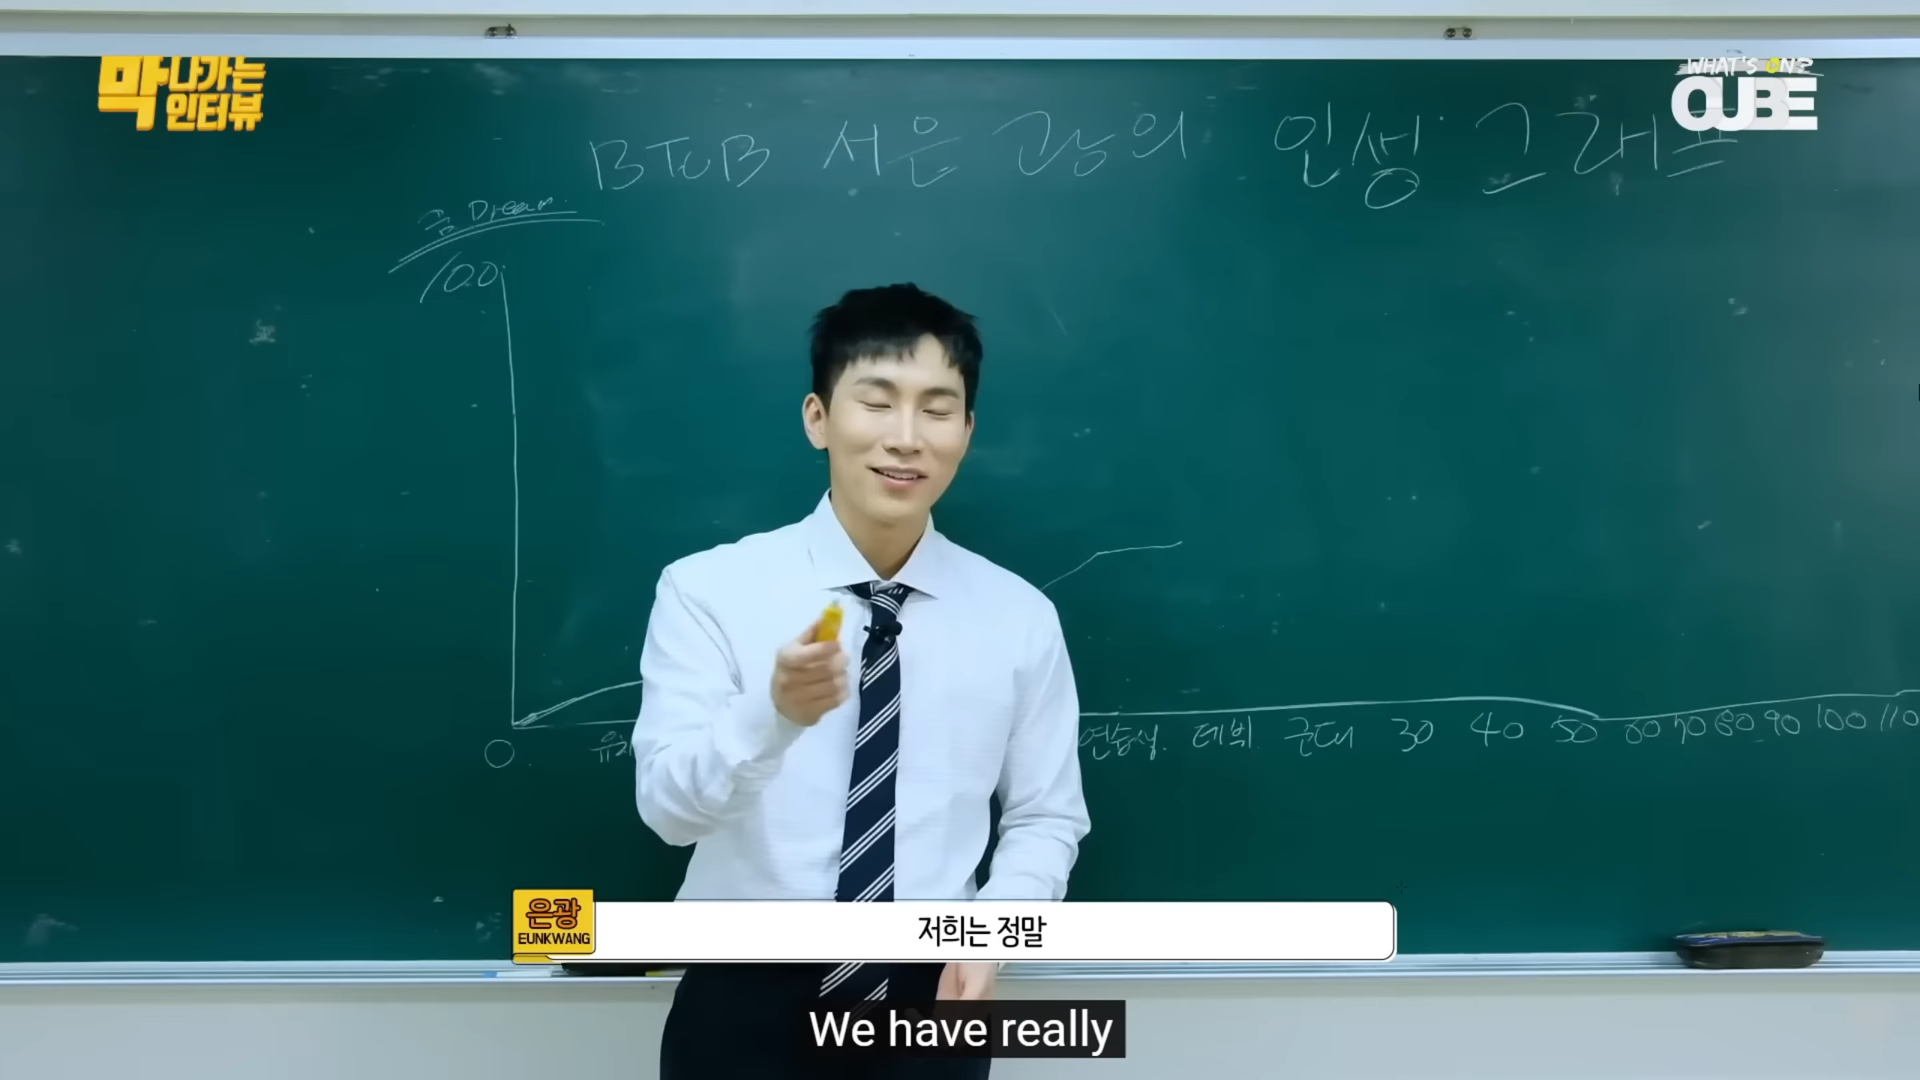 막나가는
인터뷰
WHAT'S ON?
CUBE
BTOB 서은광의 인생 그래프
꿈 Dream
100
0
연습생 데뷔 군대 30 40 50 60 70 80 90 100 110
은광
EUNKWANG
저희는 정말
We have really